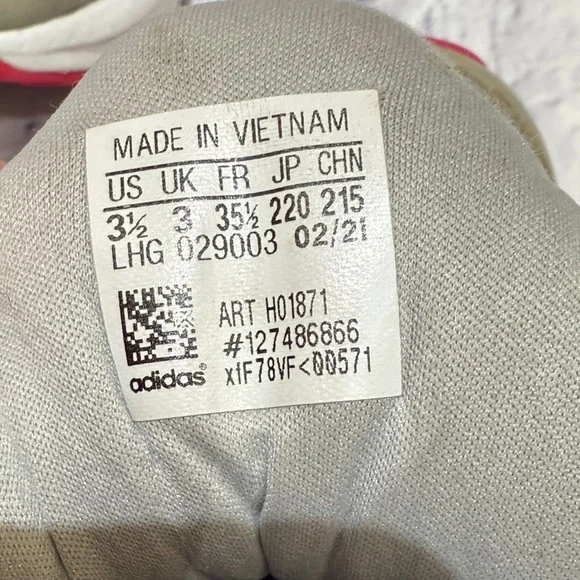 MADE IN VIETNAM
US UK FR JP CHN
3½ 3 35½ 220 215
LHG 029003 02/21
ART H01871
#127486866
adidas® x1F78VF<00571